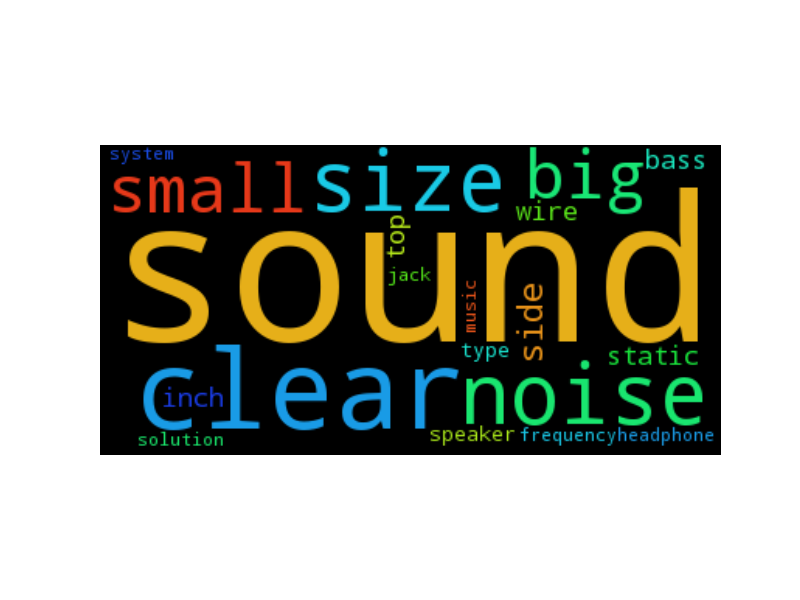 system
small
size
big
bass
wire
top
sound
jack
music
side
type
static
clear
inch
noise
solution
speaker
frequency
headphone